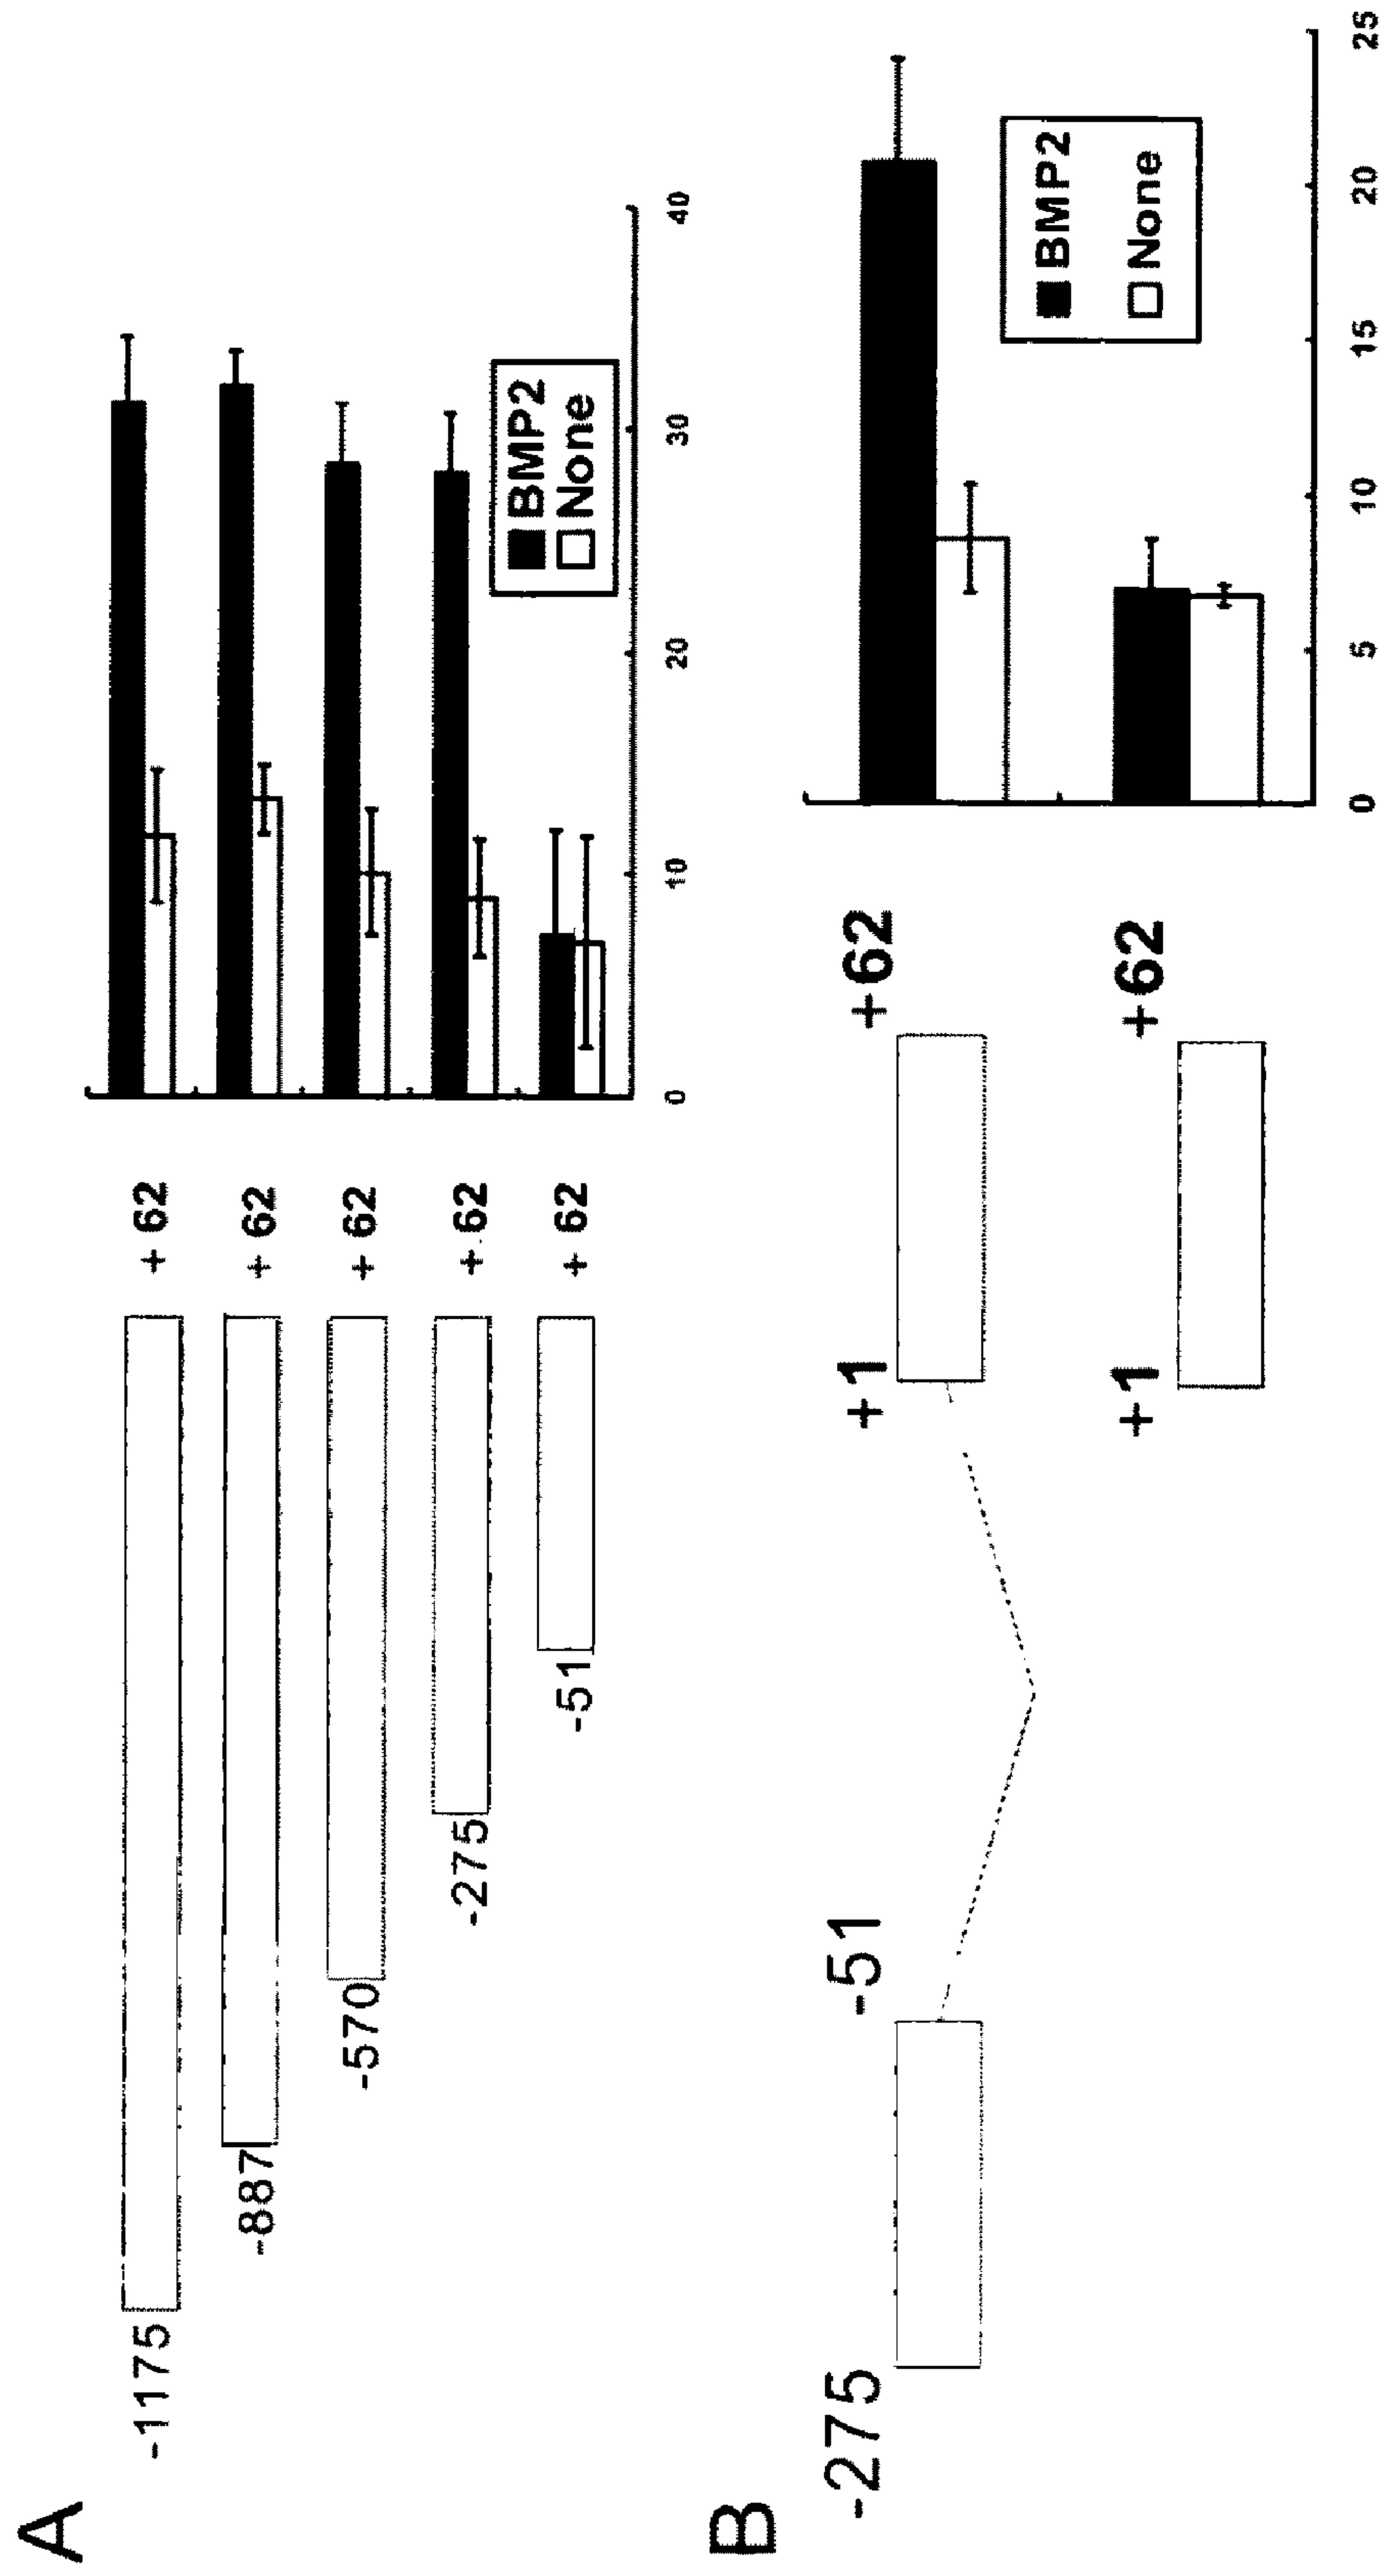 A
-1175 + 62
-887 + 62
-570 + 62
-275 + 62
-51 + 62
BMP2
None
0 10 20 30 40
B
-275 -51 +1 +62
+1 +62
BMP2
None
0 5 10 15 20 25